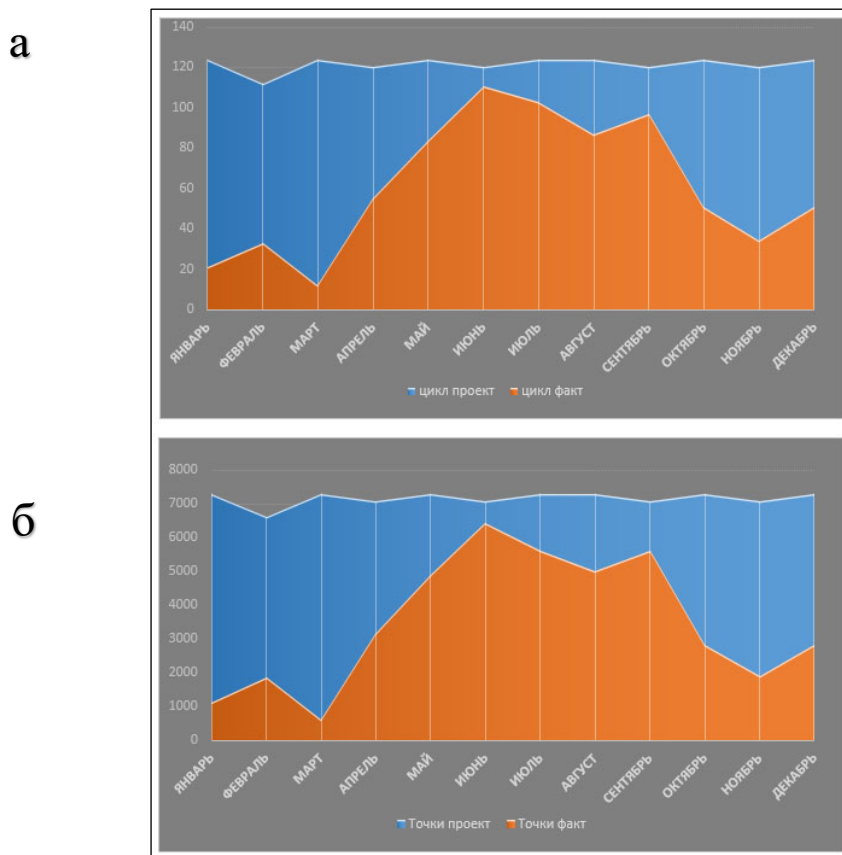 а
140
120
100
80
60
40
20
0
ЯНВАРЬ
ФЕВРАЛЬ
МАРТ
АПРЕЛЬ
МАЙ
ИЮНЬ
ИЮЛЬ
АВГУСТ
СЕНТЯБРЬ
ОКТЯБРЬ
НОЯБРЬ
ДЕКАБРЬ
цикл проект цикл факт
б
8000
7000
6000
5000
4000
3000
2000
1000
0
ЯНВАРЬ
ФЕВРАЛЬ
МАРТ
АПРЕЛЬ
МАЙ
ИЮНЬ
ИЮЛЬ
АВГУСТ
СЕНТЯБРЬ
ОКТЯБРЬ
НОЯБРЬ
ДЕКАБРЬ
Точки проект Точки факт